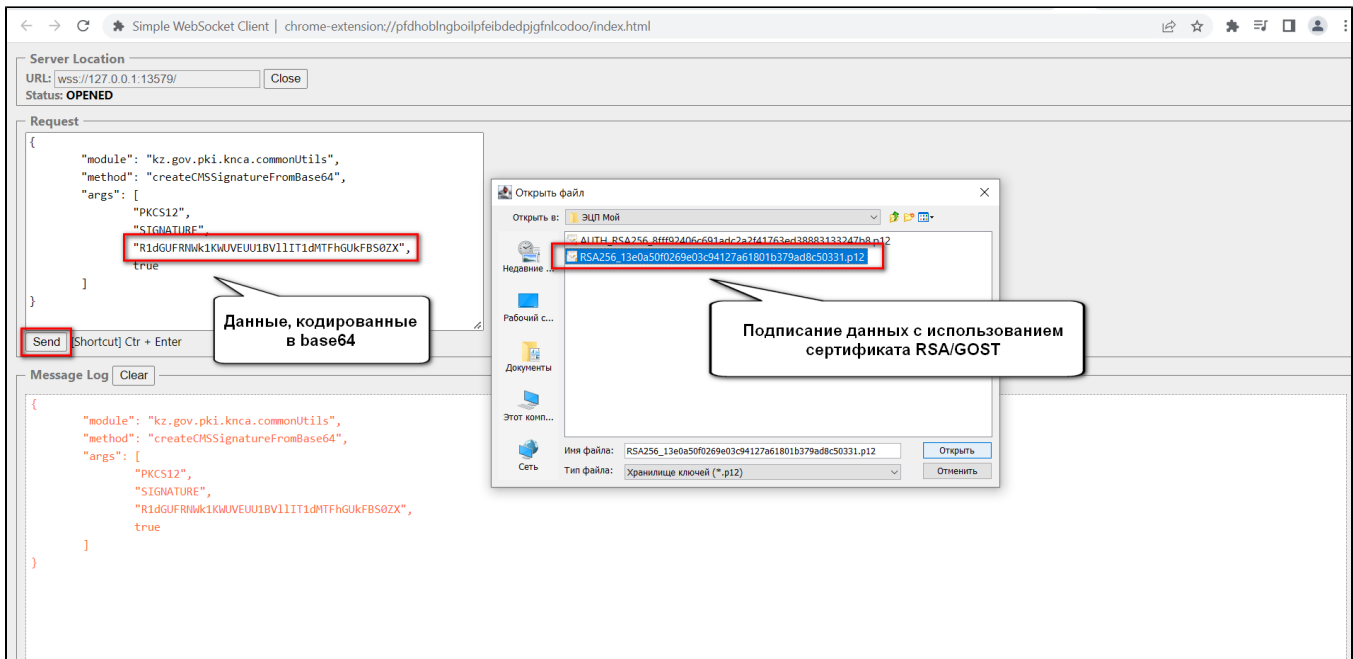 Simple WebSocket Client | chrome-extension://pfdhoblngboilpfeibdedpjgfnlcodoo/index.html
Server Location
URL: wss://127.0.0.1:13579/ Close
Status: OPENED
Request
{
"module": "kz.gov.pki.knca.commonUtils",
"method": "createCMSSignatureFromBase64",
"args": [
"PKCS12",
"SIGNATURE",
"R1dGUFRNWk1KWUVEUU1BVllIT1dMTFhGUkFBS0ZX",
true
]
}
Данные, кодированные
в base64
Send [Shortcut] Ctr + Enter
Открыть файл
Открыть в: ЭЦП Мой
AUTH_RSA256_8fff92406c691adc2a2f41763ed38883133247b8.p12
RSA256_13e0a50f0269e03c94127a61801b379ad8c50331.p12
Недавние ...
Рабочий с...
Документы
Этот комп...
Сеть
Подписание данных с использованием
сертификата RSA/GOST
Имя файла: RSA256_13e0a50f0269e03c94127a61801b379ad8c50331.p12 Открыть
Тип файла: Хранилище ключей (*.p12) Отменить
Message Log Clear
{
"module": "kz.gov.pki.knca.commonUtils",
"method": "createCMSSignatureFromBase64",
"args": [
"PKCS12",
"SIGNATURE",
"R1dGUFRNWk1KWUVEUU1BVllIT1dMTFhGUkFBS0ZX",
true
]
}